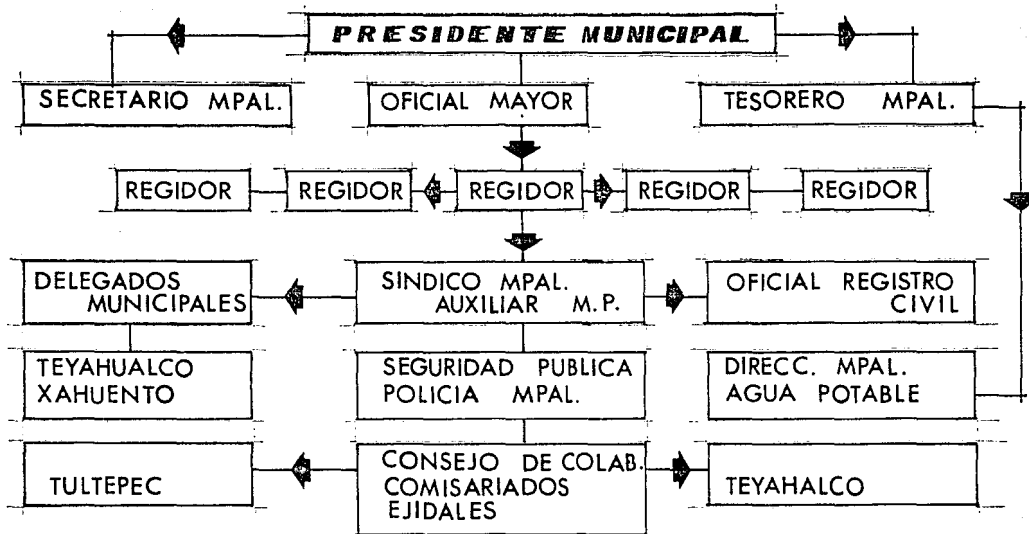 PRESIDENTE MUNICIPAL
SECRETARIO MPAL.
OFICIAL MAYOR
TESORERO MPAL.
REGIDOR
REGIDOR
REGIDOR
REGIDOR
REGIDOR
DELEGADOS
MUNICIPALES
SINDICO MPAL.
AUXILIAR M.P.
OFICIAL REGISTRO
CIVIL
TEYAHUALCO
XAHUENTO
SEGURIDAD PUBLICA
POLICIA MPAL.
DIRECC. MPAL.
AGUA POTABLE
TULTEPEC
CONSEJO DE COLAB.
COMISARIADOS
EJIDALES
TEYAHALCO